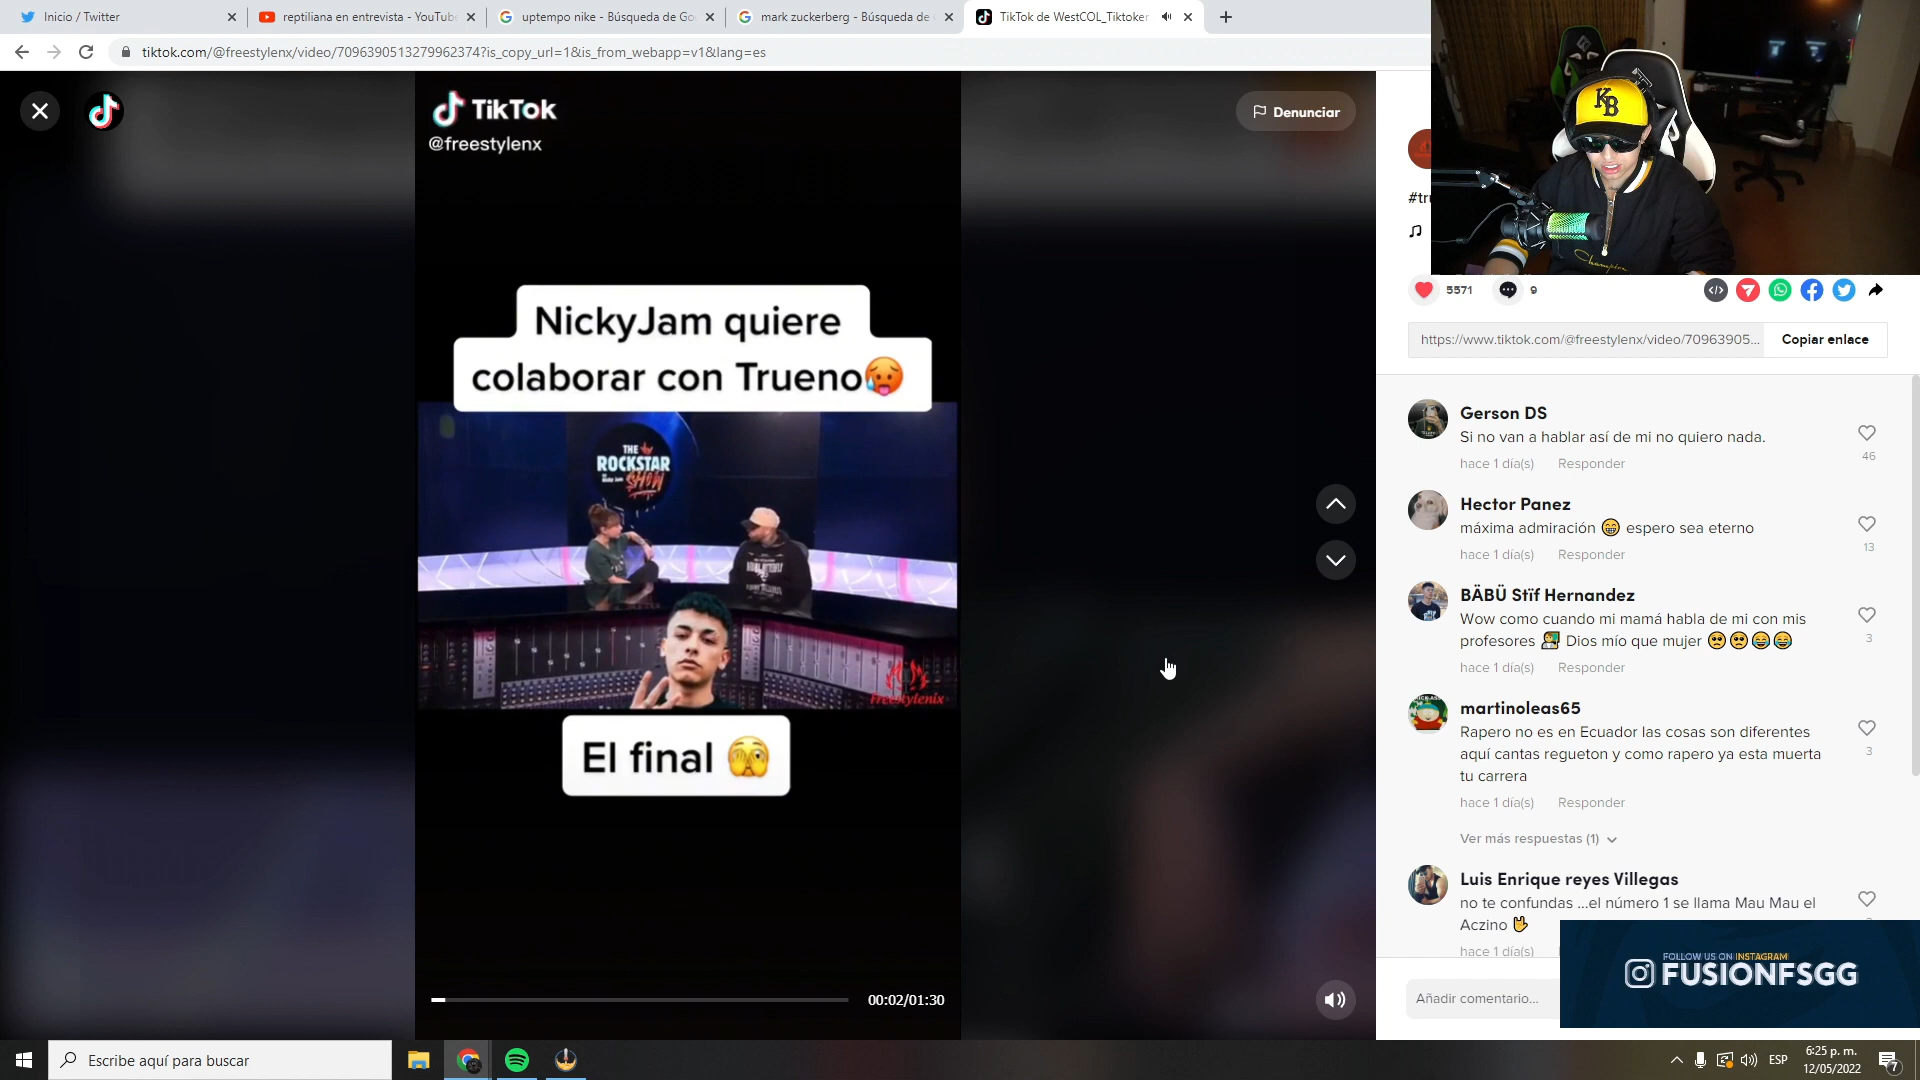 Inicio / Twitter
reptiliana en entrevista - YouTube
uptempo nike - Búsqueda de Go
mark zuckerberg - Búsqueda de
TikTok de WestCOL_Tiktoker
tiktok.com/@freestylenx/video/7096390513279962374?is_copy_url=1&is_from_webapp=v1&lang=es
TikTok
@freestylenx
Denunciar
NickyJam quiere
colaborar con Trueno🥵
THE
ROCKSTAR
SHOW
Freestylenix
El final 🫣
00:02/01:30
KB
Champion
#tru
5571
9
https://www.tiktok.com/@freestylenx/video/70963905...
Copiar enlace
Gerson DS
Si no van a hablar así de mi no quiero nada.
46
hace 1 día(s) Responder
Hector Panez
máxima admiración 😁 espero sea eterno
13
hace 1 día(s) Responder
BÄBÜ Stïf Hernandez
Wow como cuando mi mamá habla de mi con mis
profesores 👨‍🏫 Dios mío que mujer 🥺🥺😂😂
3
hace 1 día(s) Responder
martinoleas65
Rapero no es en Ecuador las cosas son diferentes
aquí cantas regueton y como rapero ya esta muerta
tu carrera
3
hace 1 día(s) Responder
Ver más respuestas (1)
Luis Enrique reyes Villegas
no te confundas ...el número 1 se llama Mau Mau el
Aczino 🤟
hace 1 día(s)
FOLLOW US ON INSTAGRAM
FUSIONFSGG
Añadir comentario...
Escribe aquí para buscar
ESP
6:25 p. m.
12/05/2022
7